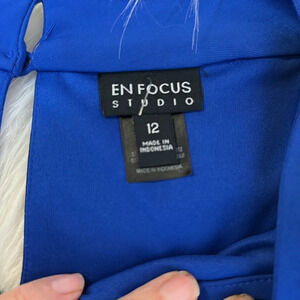 EN FOCUS
STUDIO
12
MADE IN
INDONESIA
MADE IN INDONESIA